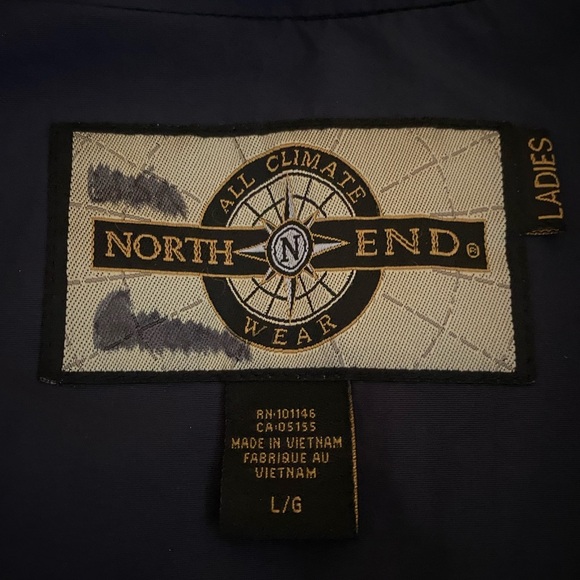 ALL CLIMATE
NORTH N END®
WEAR
LADIES
RN:101146
CA:05155
MADE IN VIETNAM
FABRIQUE AU
VIETNAM
L/G